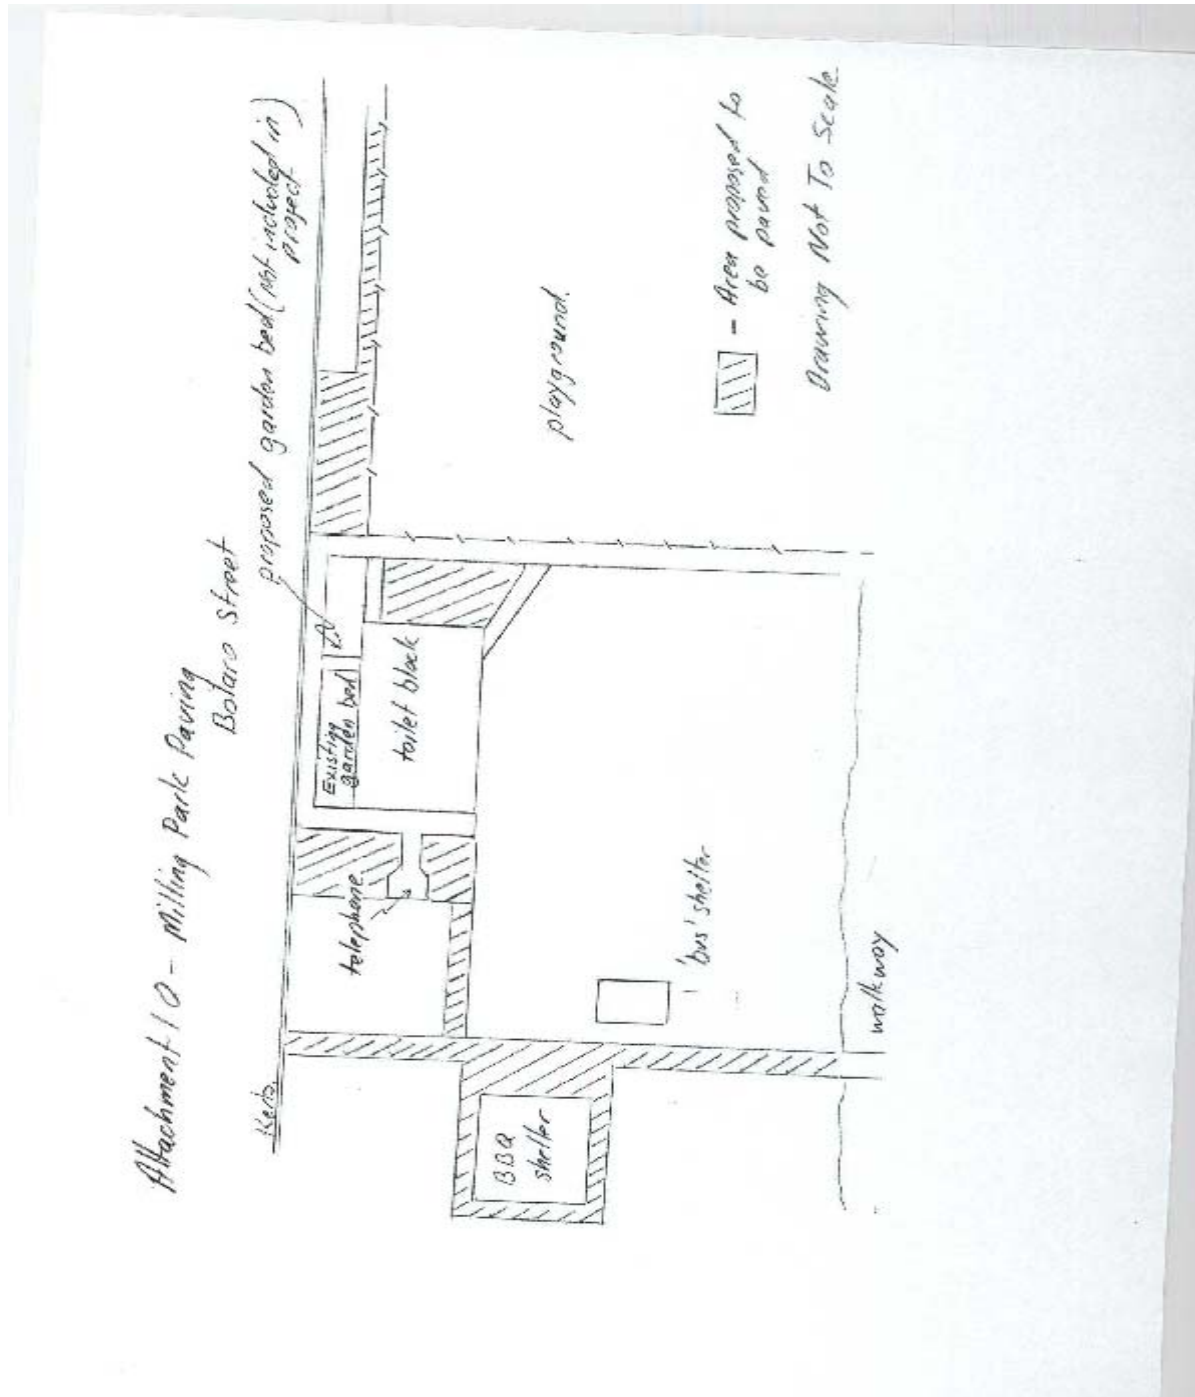 Attachment 10 - Milling Park Paving
Bolaro Street
Kerb.
proposed garden bed (not included in
project)
Existing
garden bed
toilet block
telephone
playground.
BBQ
shelter
'bus' shelter
walkway
- Area proposed to
be paved
Drawing Not To Scale